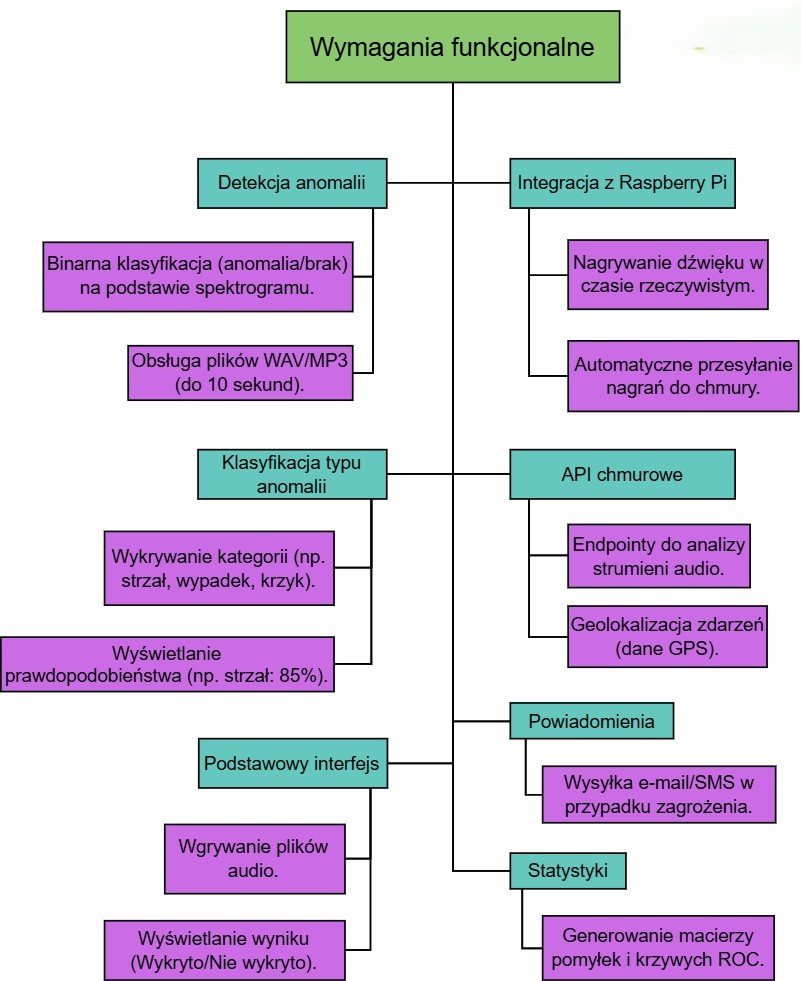 Wymagania funkcjonalne
Detekcja anomalii
Binarna klasyfikacja (anomalia/brak)
na podstawie spektrogramu.
Obsługa plików WAV/MP3
(do 10 sekund).
Integracja z Raspberry Pi
Nagrywanie dźwięku w
czasie rzeczywistym.
Automatyczne przesyłanie
nagrań do chmury.
Klasyfikacja typu
anomalii
Wykrywanie kategorii (np.
strzał, wypadek, krzyk).
Wyświetlanie
prawdopodobieństwa (np. strzał: 85%).
API chmurowe
Endpointy do analizy
strumieni audio.
Geolokalizacja zdarzeń
(dane GPS).
Podstawowy interfejs
Wgrywanie plików
audio.
Wyświetlanie wyniku
(Wykryto/Nie wykryto).
Powiadomienia
Wysyłka e-mail/SMS w
przypadku zagrożenia.
Statystyki
Generowanie macierzy
pomyłek i krzywych ROC.